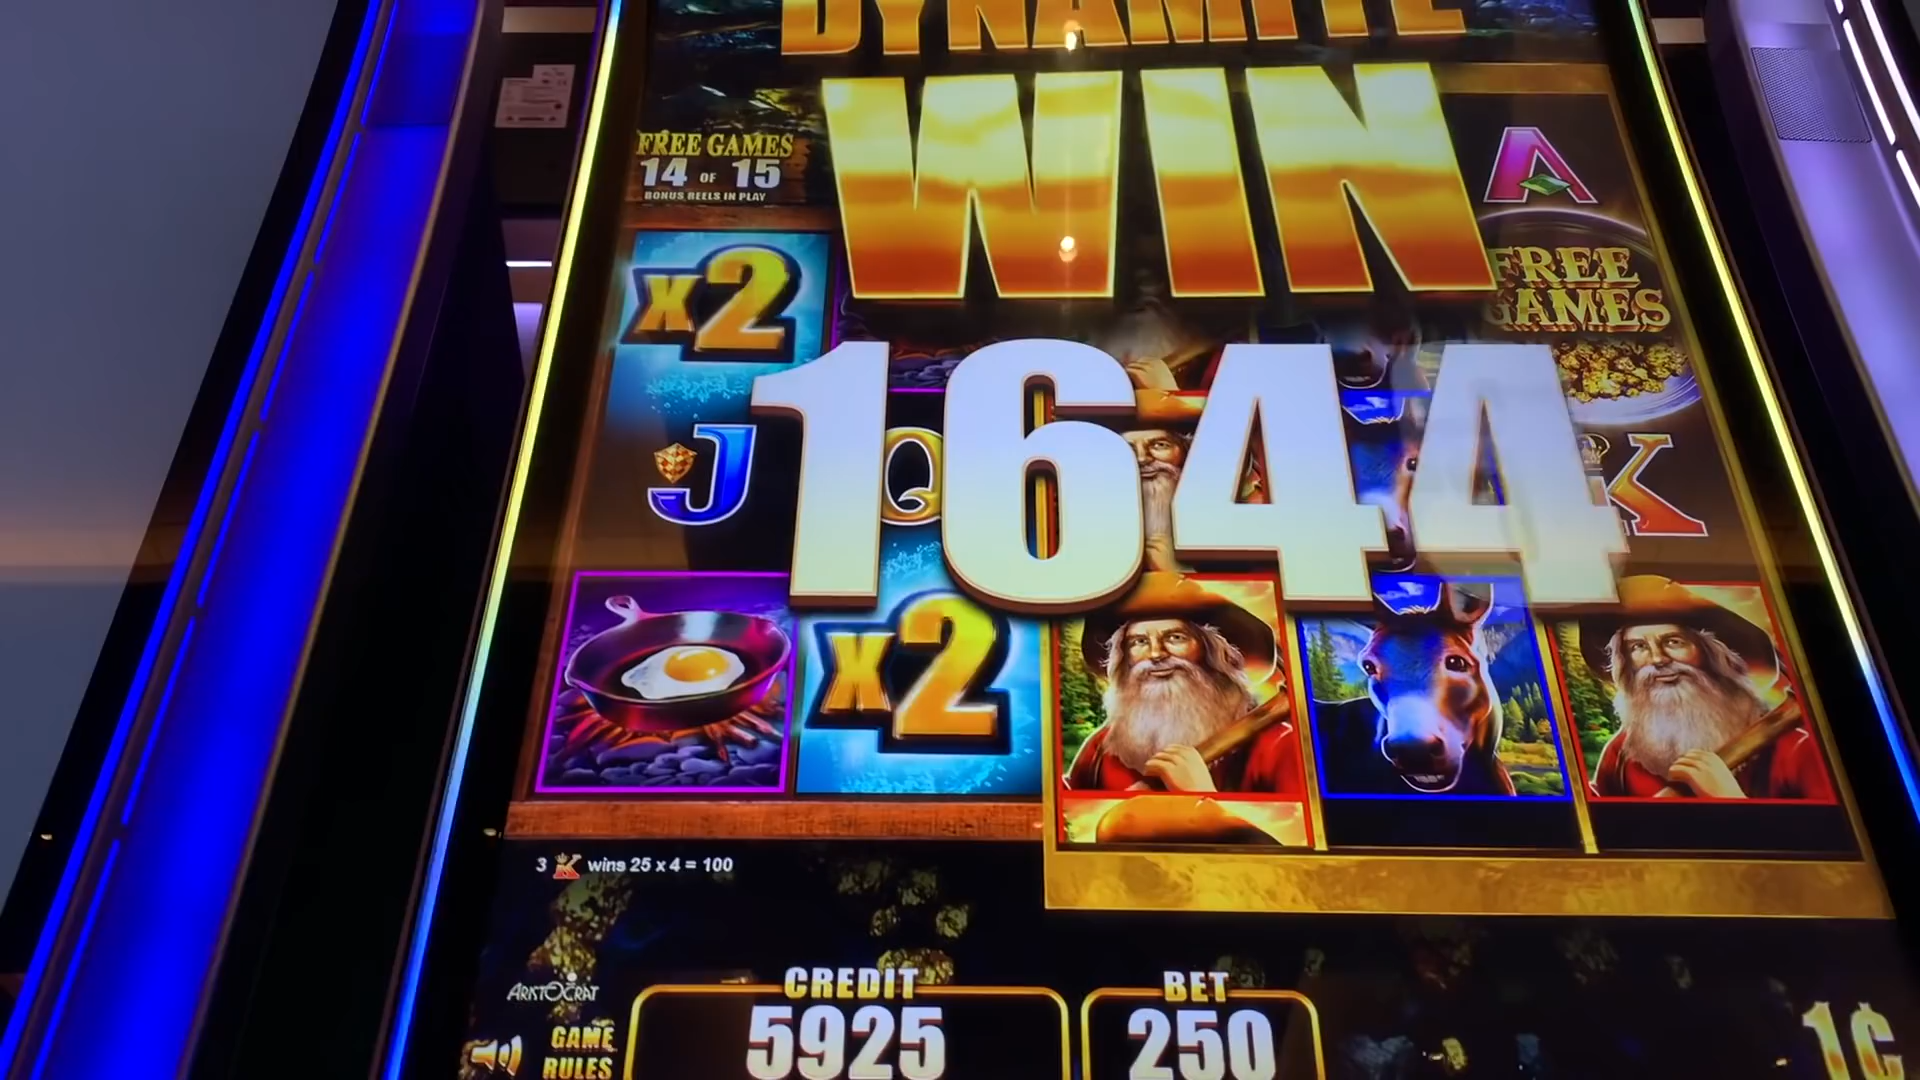 DYNAMITE
WIN
FREE GAMES
14 OF 15
BONUS REELS IN PLAY
A
x2
FREE
GAMES
1644
J
Q
K
x2
3 K wins 25 x 4 = 100
ARISTOCRAT
CREDIT
BET
5925
250
1¢
GAME
RULES